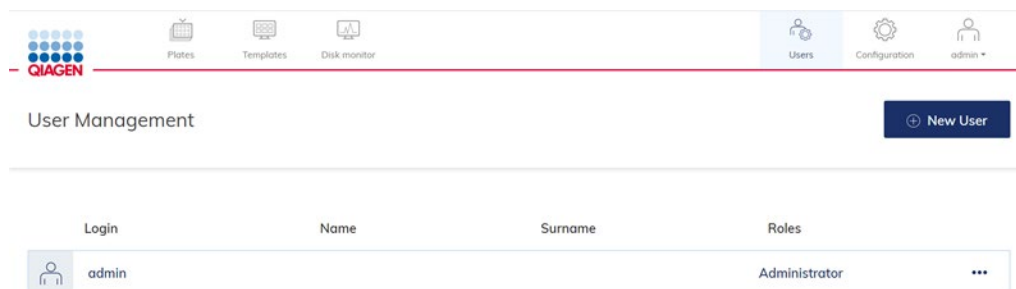 QIAGEN
Plates Templates Disk monitor Users Configuration admin
User Management
New User
Login Name Surname Roles
admin Administrator